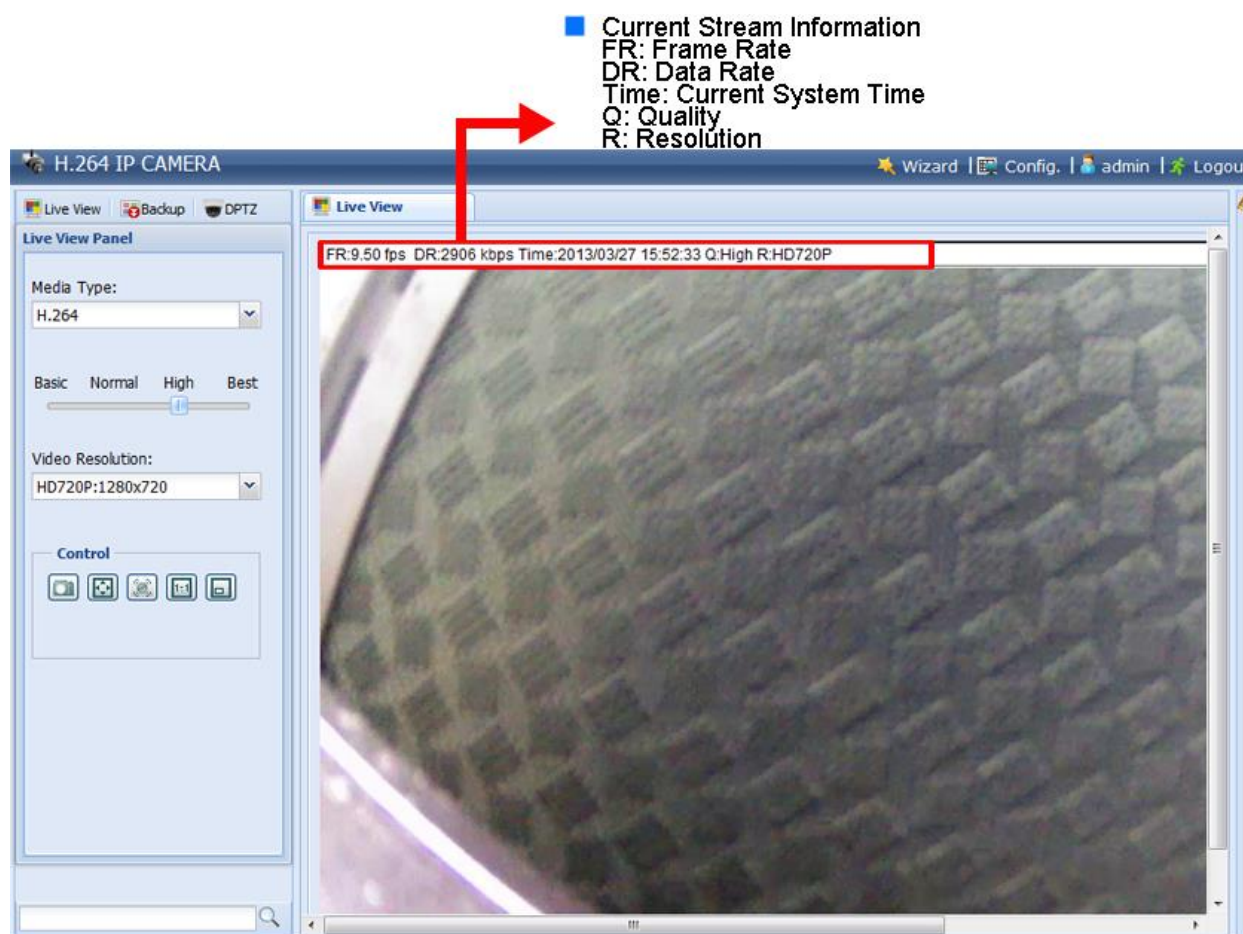 Current Stream Information
FR: Frame Rate
DR: Data Rate
Time: Current System Time
Q: Quality
R: Resolution
H.264 IP CAMERA
Wizard | Config. | admin | Logou
Live View Backup DPTZ
Live View
Live View Panel
FR:9.50 fps DR:2906 kbps Time:2013/03/27 15:52:33 Q:High R:HD720P
Media Type:
H.264
Basic Normal High Best
Video Resolution:
HD720P:1280x720
Control
1:1